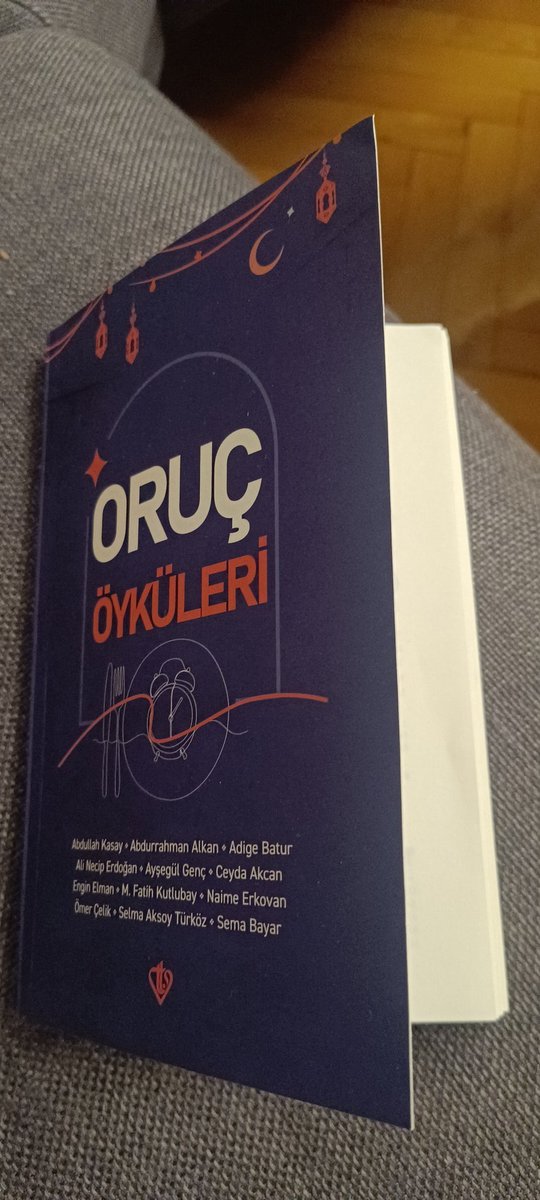 ORUÇ
ÖYKÜLERİ
Abdullah Kasay ⬥ Abdurrahman Alkan ⬥ Adige Batur
Ali Necip Erdoğan ⬥ Ayşegül Genç ⬥ Ceyda Akcan
Engin Elman ⬥ M. Fatih Kutlubay ⬥ Naime Erkovan
Ömer Çelik ⬥ Selma Aksoy Türköz ⬥ Sema Bayar